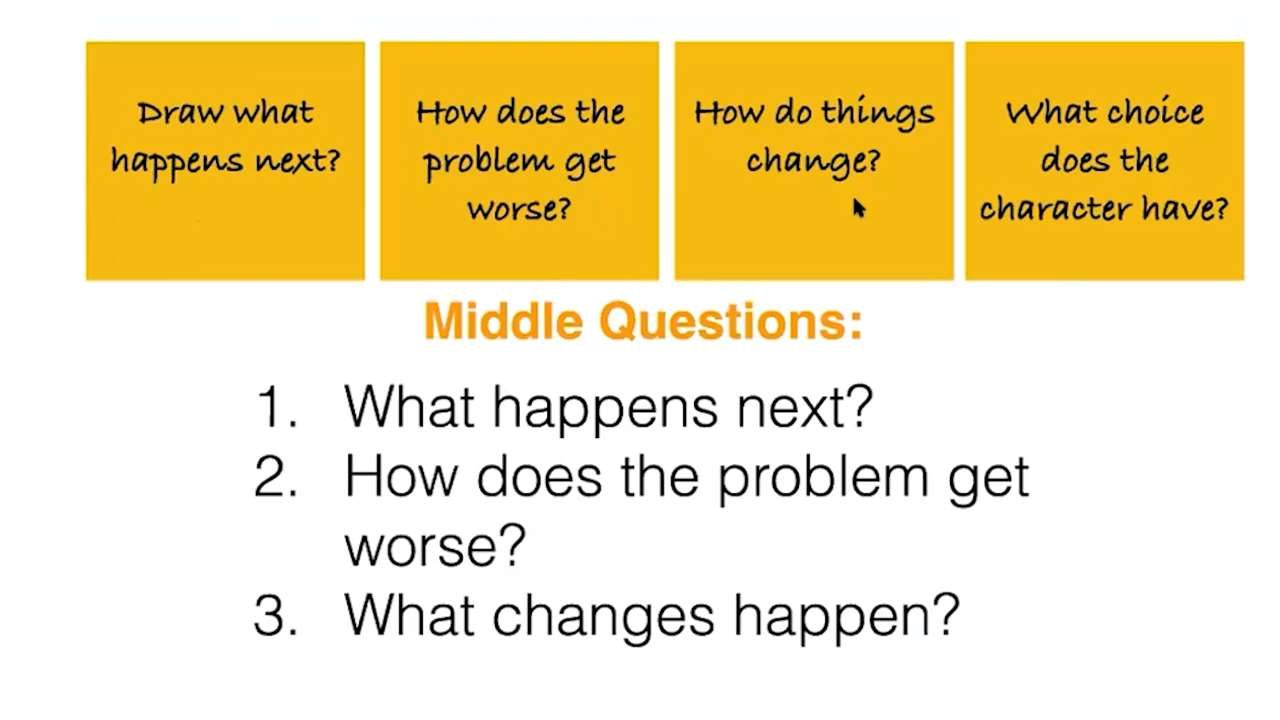 Draw what
happens next?
How does the
problem get
worse?
How do things
change?
What choice
does the
character have?
Middle Questions:
1. What happens next?
2. How does the problem get
worse?
3. What changes happen?